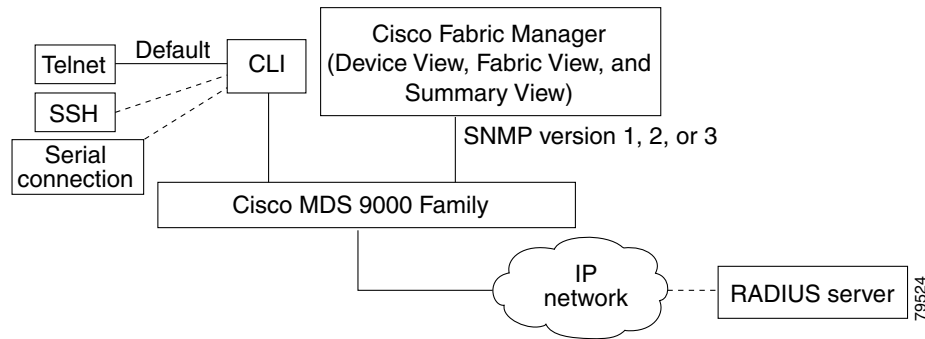 Telnet
Default
CLI
Cisco Fabric Manager
(Device View, Fabric View, and
Summary View)
SSH
Serial
connection
SNMP version 1, 2, or 3
Cisco MDS 9000 Family
IP
network
RADIUS server
79524